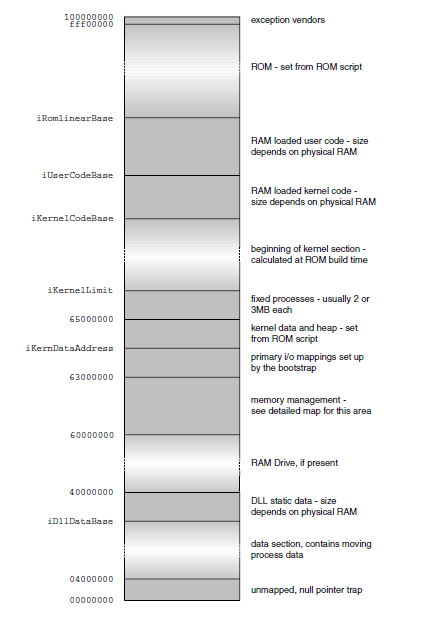 100000000
exception vendors
fff00000
ROM - set from ROM script
iRomlinearBase
RAM loaded user code - size
depends on physical RAM
iUserCodeBase
RAM loaded kernel code -
size depends on physical RAM
iKernelCodeBase
beginning of kernel section -
calculated at ROM build time
iKernelLimit
fixed processes - usually 2 or
3MB each
65000000
kernel data and heap - set
from ROM script
iKernDataAddress
primary i/o mappings set up
by the bootstrap
63000000
memory management -
see detailed map for this area
60000000
RAM Drive, if present
40000000
DLL static data - size
depends on physical RAM
iDllDataBase
data section, contains moving
process data
04000000
unmapped, null pointer trap
00000000